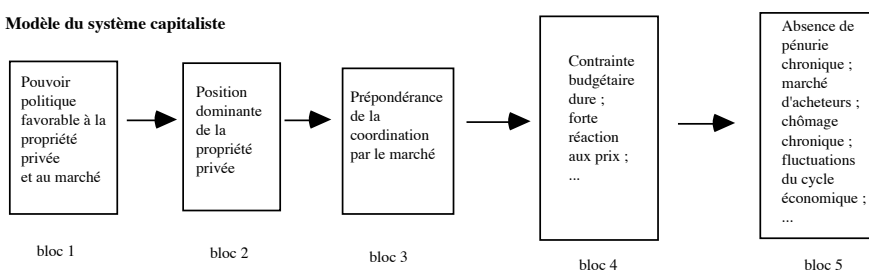 Modèle du système capitaliste
Pouvoir
politique
favorable à la
propriété
privée
et au marché
Position
dominante
de la
propriété
privée
Prépondérance
de la
coordination
par le marché
Contrainte
budgétaire
dure ;
forte
réaction
aux prix ;
...
Absence de
pénurie
chronique ;
marché
d'acheteurs ;
chômage
chronique ;
fluctuations
du cycle
économique ;
...
bloc 1
bloc 2
bloc 3
bloc 4
bloc 5